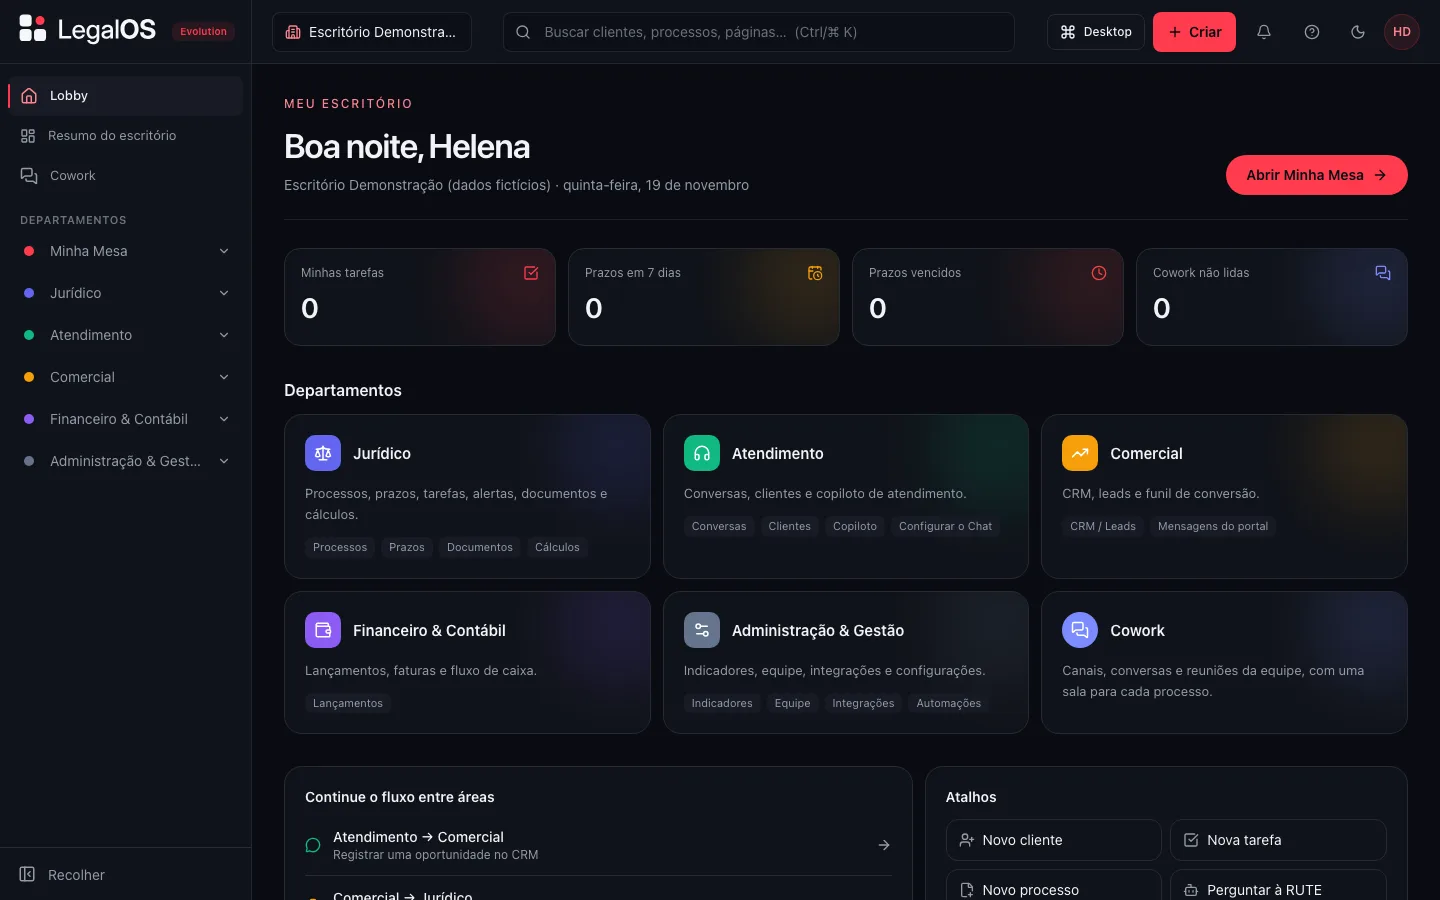 LegalOS
Evolution
Escritório Demonstra...
Buscar clientes, processos, páginas... (Ctrl/⌘ K)
⌘ Desktop
+ Criar
HD
Lobby
Resumo do escritório
Cowork
DEPARTAMENTOS
Minha Mesa
Jurídico
Atendimento
Comercial
Financeiro & Contábil
Administração & Gest...
Recolher
MEU ESCRITÓRIO
Boa noite, Helena
Escritório Demonstração (dados fictícios) · quinta-feira, 19 de novembro
Abrir Minha Mesa →
Minhas tarefas
0
Prazos em 7 dias
0
Prazos vencidos
0
Cowork não lidas
0
Departamentos
Jurídico
Processos, prazos, tarefas, alertas, documentos e
cálculos.
Processos Prazos Documentos Cálculos
Atendimento
Conversas, clientes e copiloto de atendimento.
Conversas Clientes Copiloto Configurar o Chat
Comercial
CRM, leads e funil de conversão.
CRM / Leads Mensagens do portal
Financeiro & Contábil
Lançamentos, faturas e fluxo de caixa.
Lançamentos
Administração & Gestão
Indicadores, equipe, integrações e configurações.
Indicadores Equipe Integrações Automações
Cowork
Canais, conversas e reuniões da equipe, com uma
sala para cada processo.
Continue o fluxo entre áreas
Atendimento → Comercial
Registrar uma oportunidade no CRM
Comercial → Jurídico
Atalhos
Novo cliente
Nova tarefa
Novo processo
Perguntar à RUTE